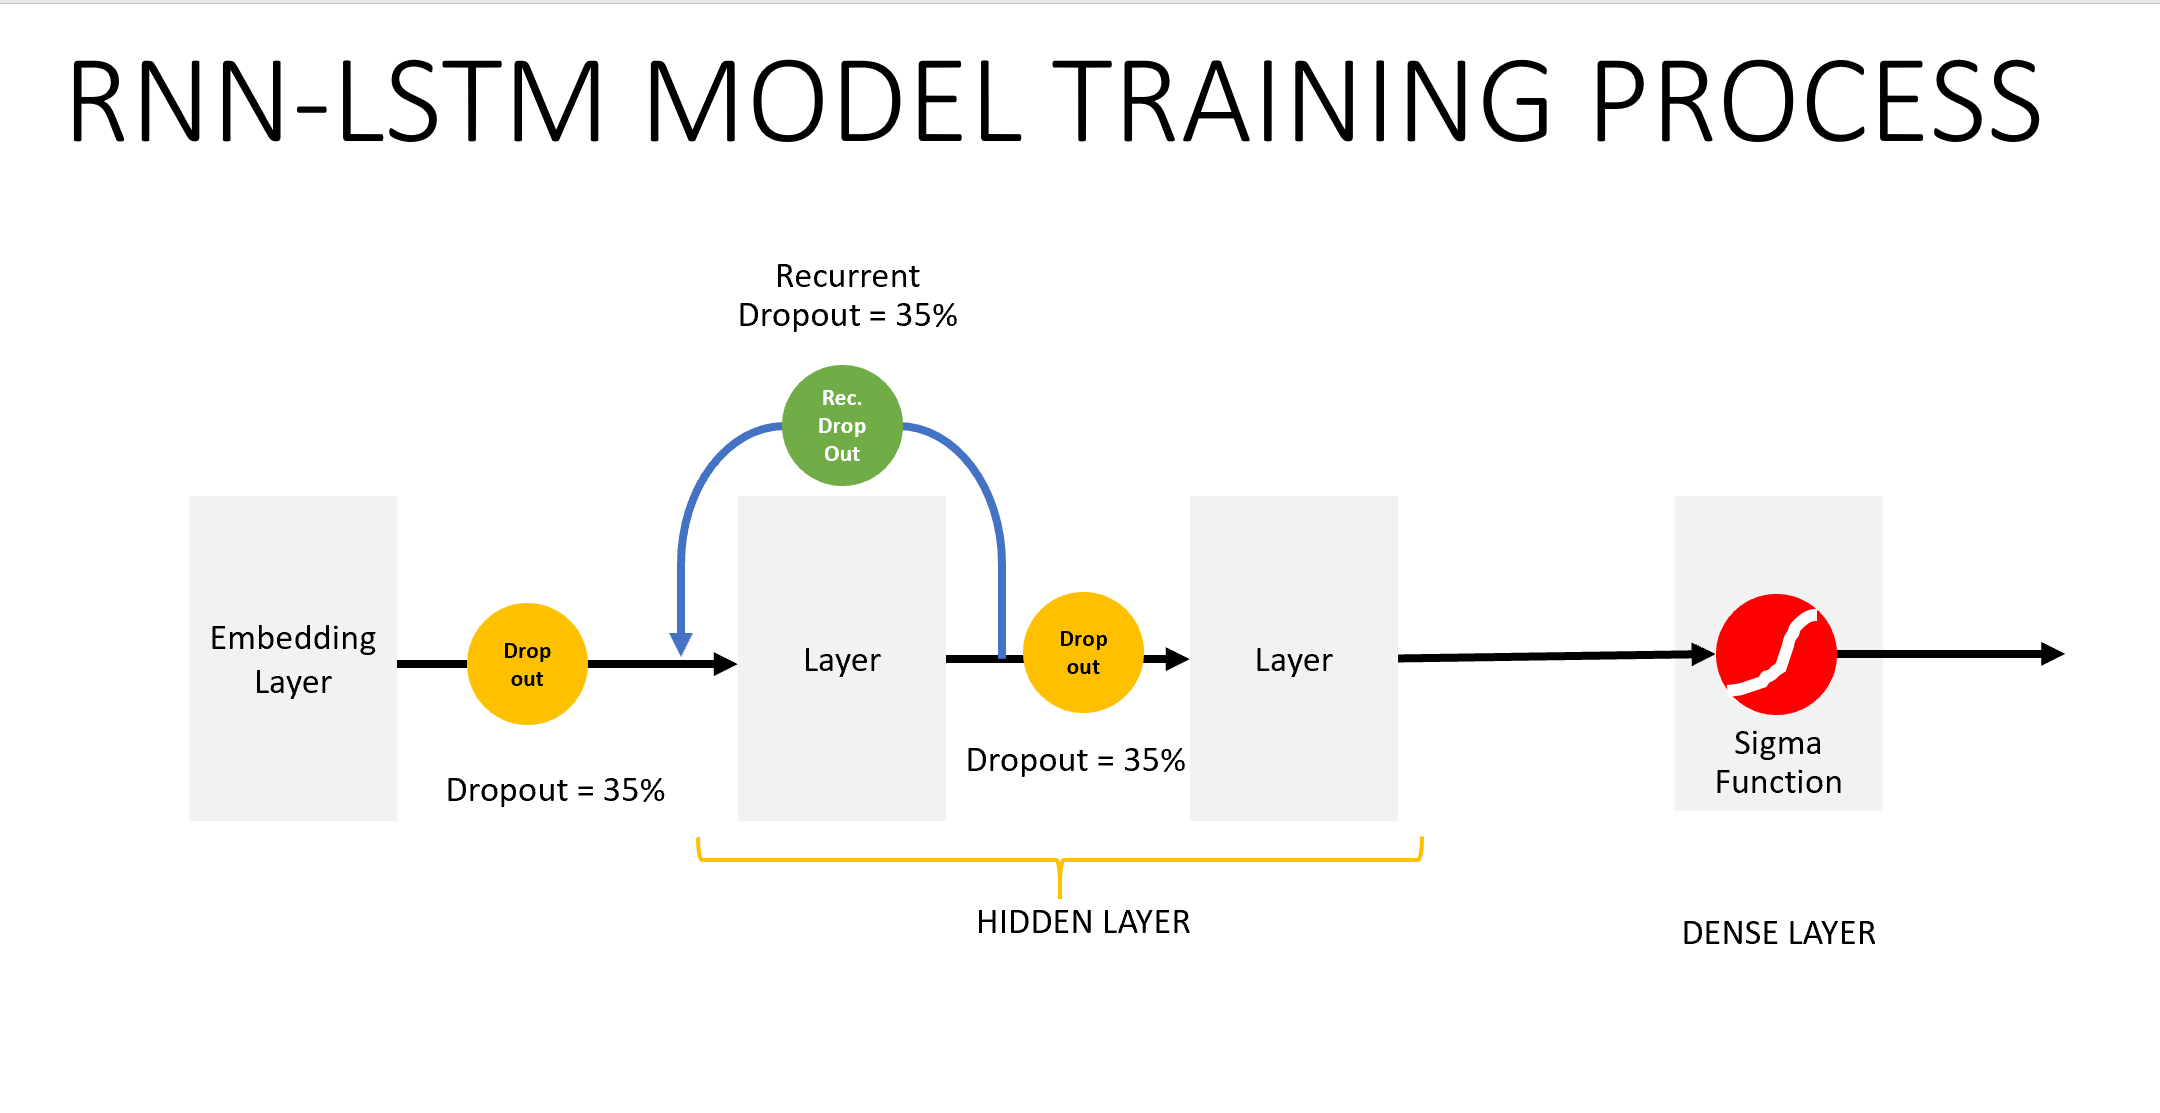 RNN-LSTM MODEL TRAINING PROCESS
Recurrent
Dropout = 35%
Rec.
Drop
Out
Embedding
Layer
Drop
out
Dropout = 35%
Layer
Drop
out
Dropout = 35%
Layer
Sigma
Function
HIDDEN LAYER
DENSE LAYER